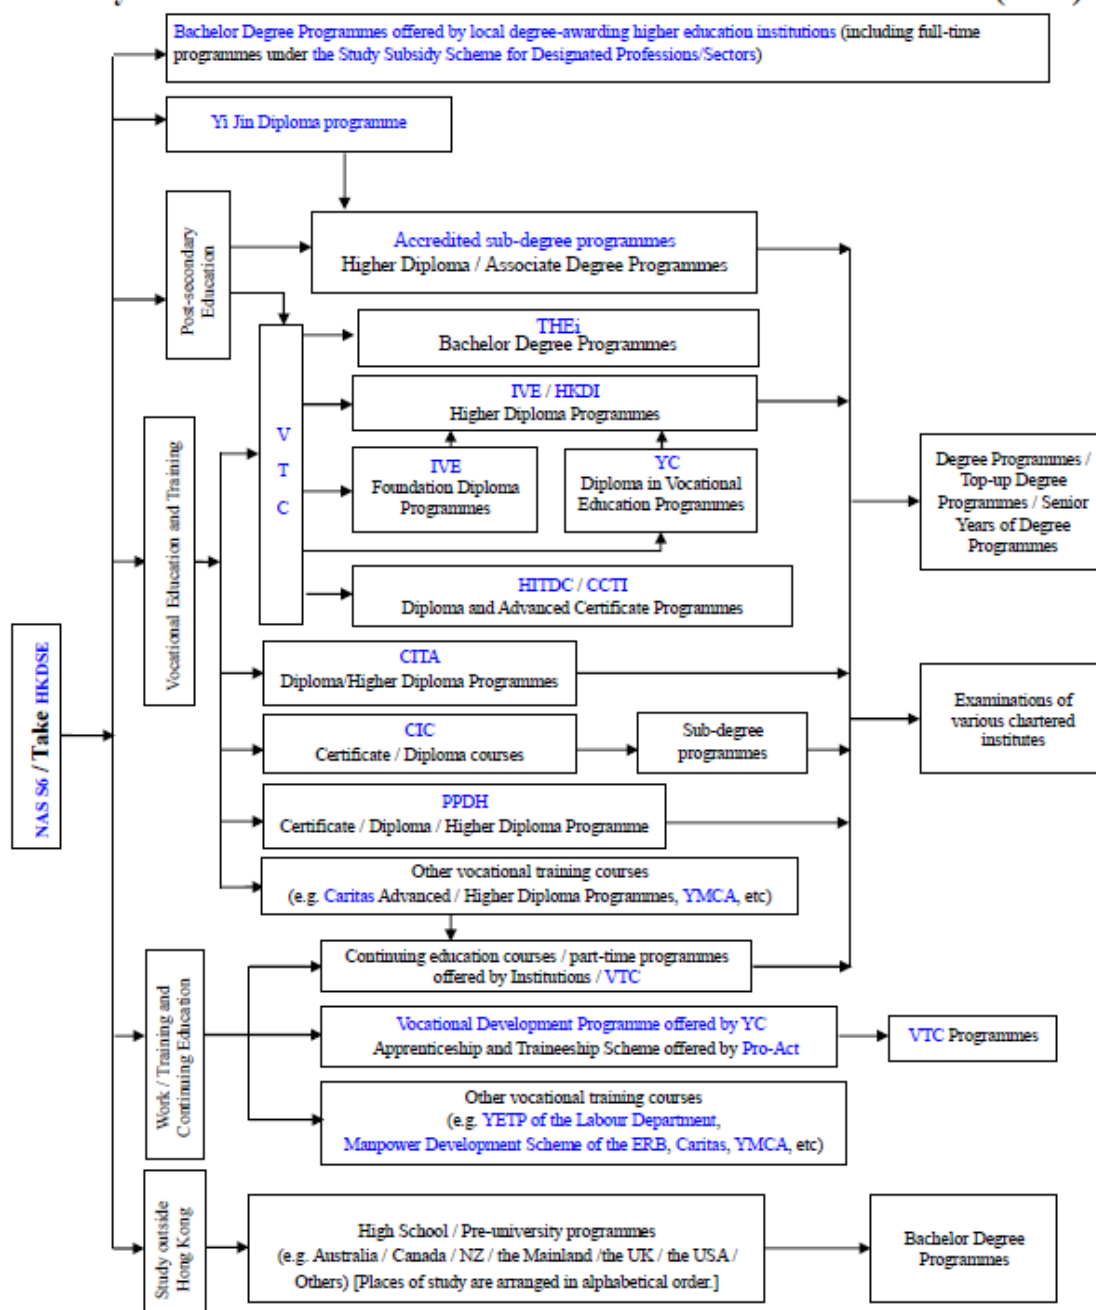 Bachelor Degree Programmes offered by local degree-awarding higher education institutions (including full-time
programmes under the Study Subsidy Scheme for Designated Professions/Sectors)
Yi Jin Diploma programme
Post-secondary
Education
Accredited sub-degree programmes
Higher Diploma / Associate Degree Programmes
V
T
C
THEi
Bachelor Degree Programmes
IVE / HKDI
Higher Diploma Programmes
IVE
Foundation Diploma
Programmes
YC
Diploma in Vocational
Education Programmes
HITDC / CCTI
Diploma and Advanced Certificate Programmes
Vocational Education and Training
CITA
Diploma/Higher Diploma Programmes
CIC
Certificate / Diploma courses
Sub-degree
programmes
PPDH
Certificate / Diploma / Higher Diploma Programme
Other vocational training courses
(e.g. Caritas Advanced / Higher Diploma Programmes, YMCA, etc)
Degree Programmes /
Top-up Degree
Programmes / Senior
Years of Degree
Programmes
Examinations of
various chartered
institutes
NAS S6 / Take HKDSE
Work / Training and
Continuing Education
Continuing education courses / part-time programmes
offered by Institutions / VTC
Vocational Development Programme offered by YC
Apprenticeship and Traineeship Scheme offered by Pro-Act
VTC Programmes
Other vocational training courses
(e.g. YETP of the Labour Department,
Manpower Development Scheme of the ERB, Caritas, YMCA, etc)
Study outside
Hong Kong
High School / Pre-university programmes
(e.g. Australia / Canada / NZ / the Mainland /the UK / the USA /
Others) [Places of study are arranged in alphabetical order.]
Bachelor Degree
Programmes